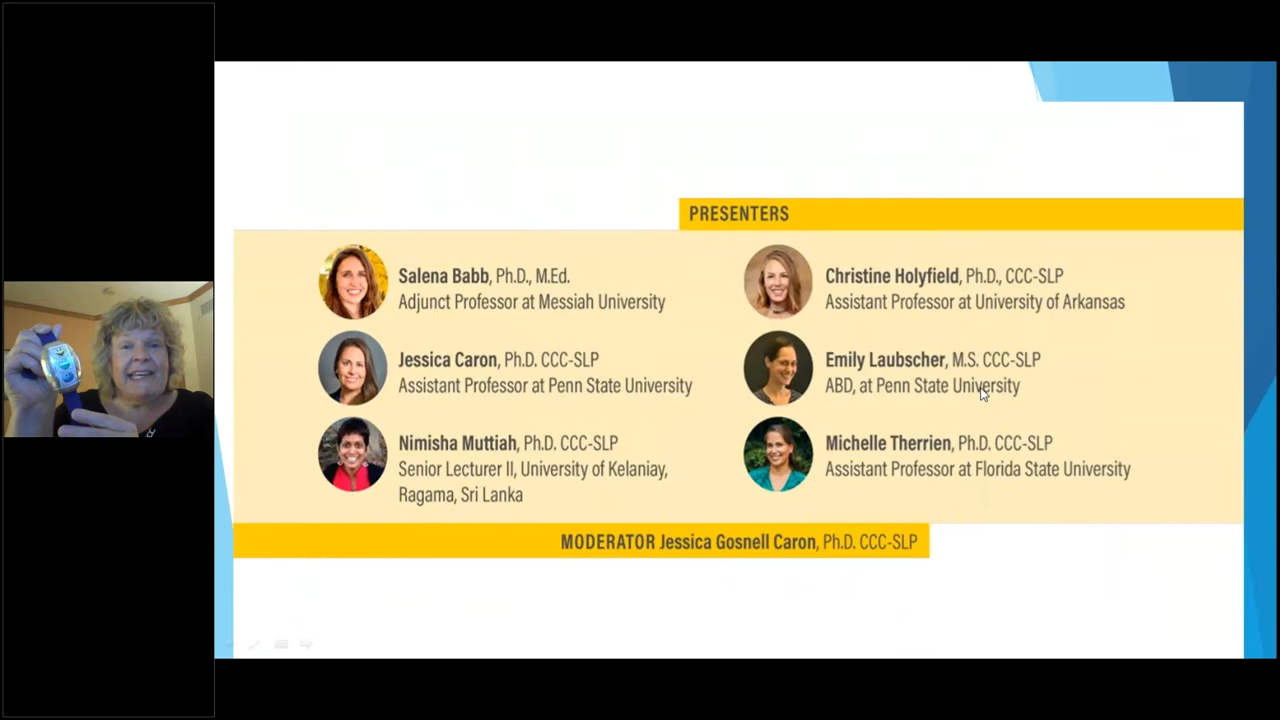 PRESENTERS
Salena Babb, Ph.D., M.Ed.
Adjunct Professor at Messiah University
Christine Holyfield, Ph.D., CCC-SLP
Assistant Professor at University of Arkansas
Jessica Caron, Ph.D. CCC-SLP
Assistant Professor at Penn State University
Emily Laubscher, M.S. CCC-SLP
ABD, at Penn State University
Nimisha Muttiah, Ph.D. CCC-SLP
Senior Lecturer II, University of Kelaniay,
Ragama, Sri Lanka
Michelle Therrien, Ph.D. CCC-SLP
Assistant Professor at Florida State University
MODERATOR Jessica Gosnell Caron, Ph.D. CCC-SLP